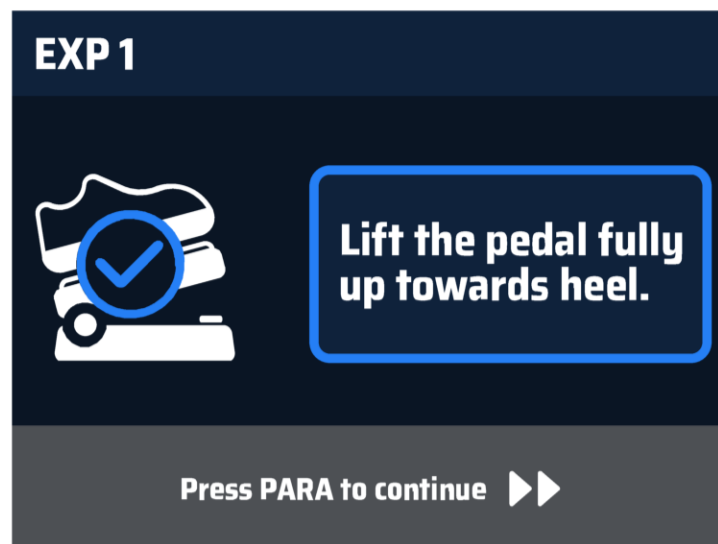 EXP 1
Lift the pedal fully
up towards heel.
Press PARA to continue